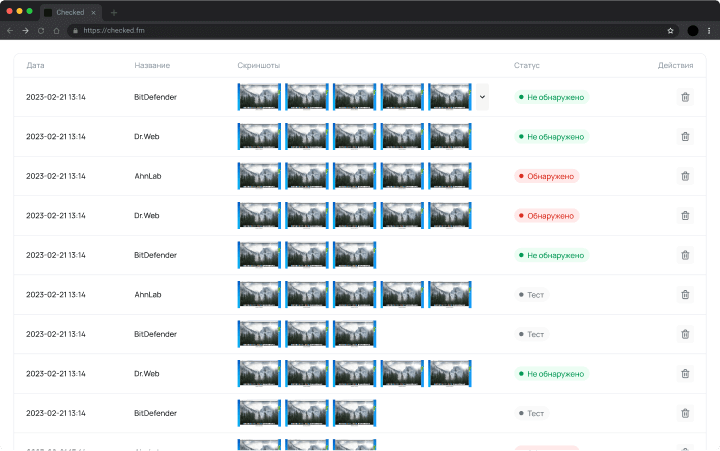 Checked
https://checked.fm
Дата Название Скриншоты Статус Действия
2023-02-21 13:14 BitDefender Не обнаружено
2023-02-21 13:14 Dr.Web Не обнаружено
2023-02-21 13:14 AhnLab Обнаружено
2023-02-21 13:14 Dr.Web Обнаружено
2023-02-21 13:14 BitDefender Не обнаружено
2023-02-21 13:14 AhnLab Тест
2023-02-21 13:14 BitDefender Тест
2023-02-21 13:14 Dr.Web Не обнаружено
2023-02-21 13:14 BitDefender Тест